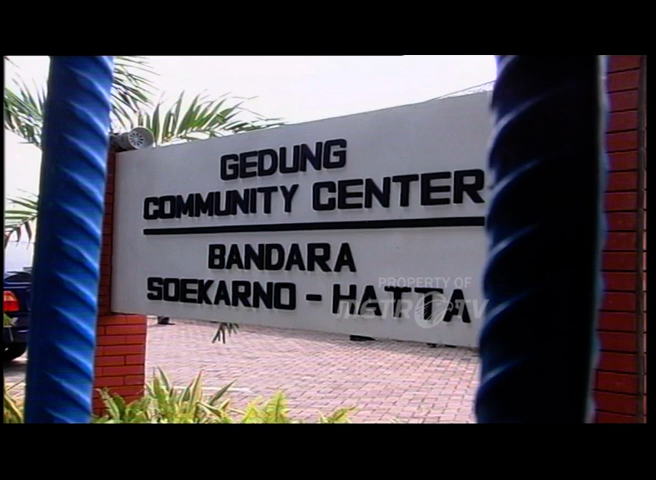 GEDUNG
COMMUNITY CENTER
BANDARA
SOEKARNO - HATTA
PROPERTY OF
METRO TV